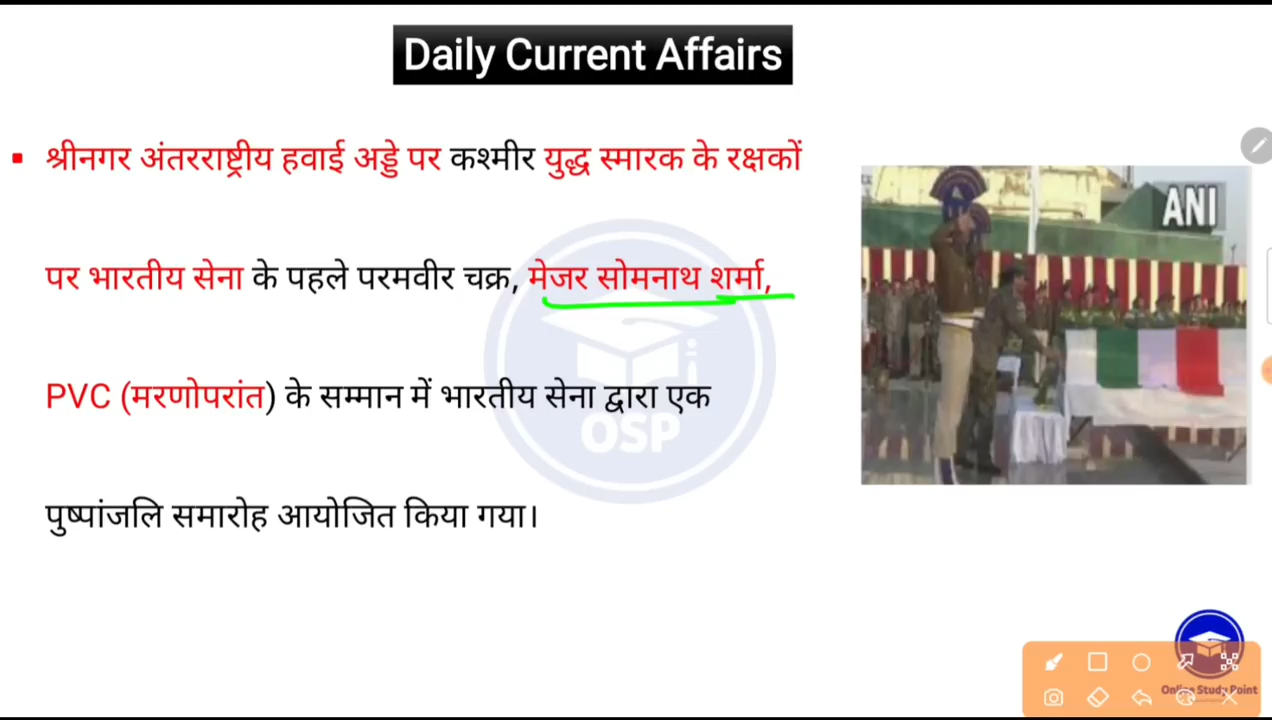 Daily Current Affairs
श्रीनगर अंतरराष्ट्रीय हवाई अड्डे पर कश्मीर युद्ध स्मारक के रक्षकों
पर भारतीय सेना के पहले परमवीर चक्र, मेजर सोमनाथ शर्मा,
PVC (मरणोपरांत) के सम्मान में भारतीय सेना द्वारा एक
पुष्पांजलि समारोह आयोजित किया गया।
ANI
OSP
Online Study Point